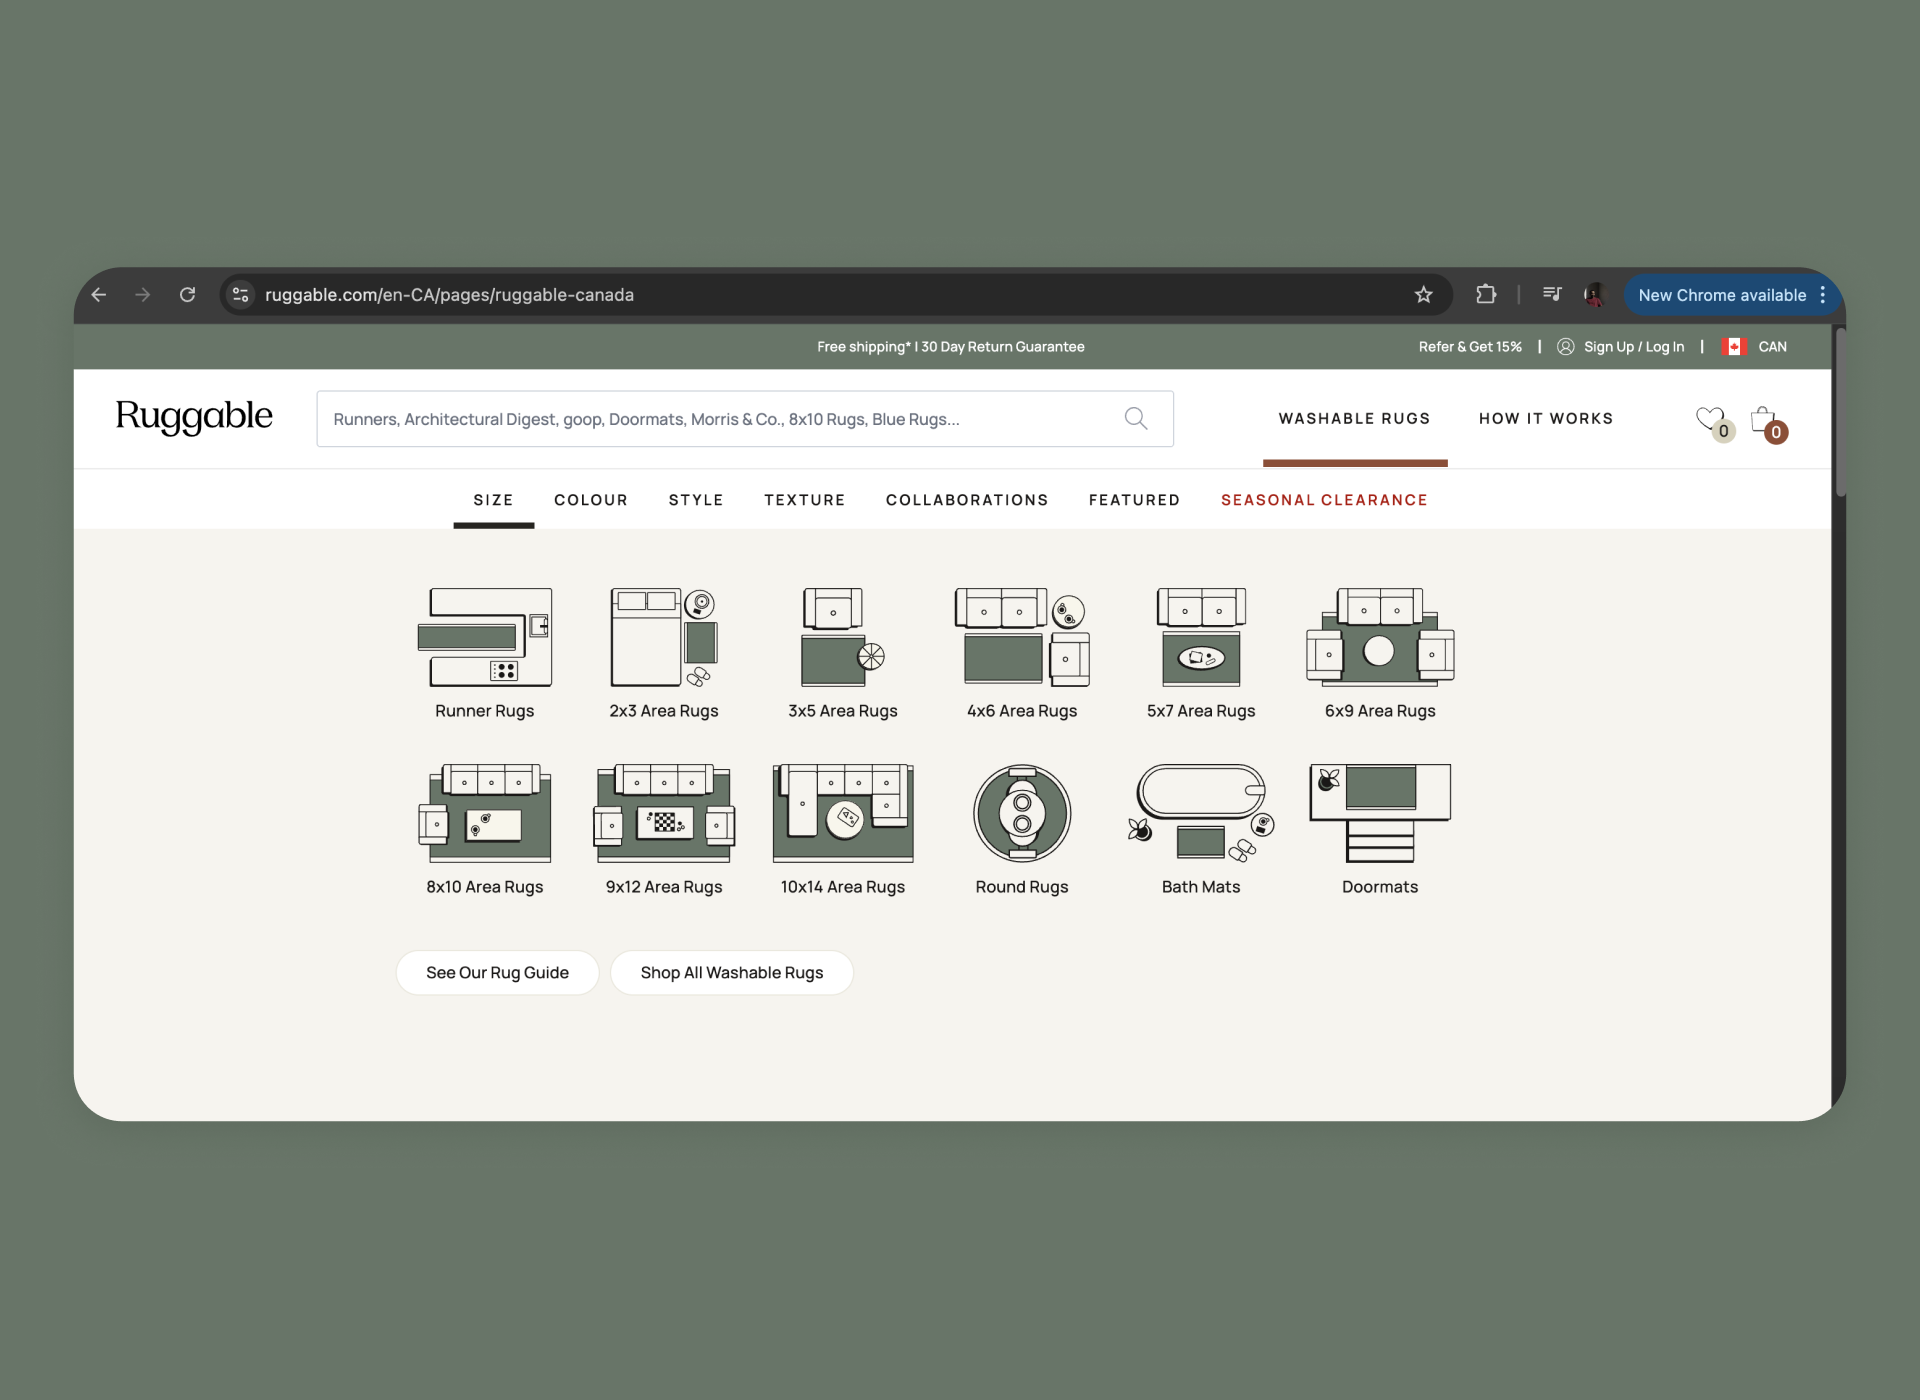 ruggable.com/en-CA/pages/ruggable-canada
New Chrome available
Free shipping* | 30 Day Return Guarantee
Refer & Get 15% | Sign Up / Log In | CAN
Ruggable
Runners, Architectural Digest, goop, Doormats, Morris & Co., 8x10 Rugs, Blue Rugs...
WASHABLE RUGS
HOW IT WORKS
0
0
SIZE
COLOUR
STYLE
TEXTURE
COLLABORATIONS
FEATURED
SEASONAL CLEARANCE
Runner Rugs
2x3 Area Rugs
3x5 Area Rugs
4x6 Area Rugs
5x7 Area Rugs
6x9 Area Rugs
8x10 Area Rugs
9x12 Area Rugs
10x14 Area Rugs
Round Rugs
Bath Mats
Doormats
See Our Rug Guide
Shop All Washable Rugs